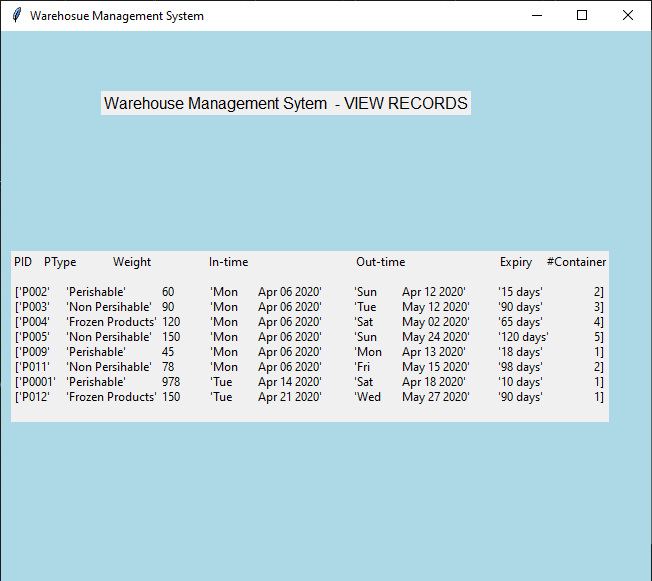 Warehosue Management System
Warehouse Management Sytem - VIEW RECORDS
PID PType Weight In-time Out-time Expiry #Container
['P002' 'Perishable' 60 'Mon Apr 06 2020' 'Sun Apr 12 2020' '15 days' 2]
['P003' 'Non Persihable' 90 'Mon Apr 06 2020' 'Tue May 12 2020' '90 days' 3]
['P004' 'Frozen Products' 120 'Mon Apr 06 2020' 'Sat May 02 2020' '65 days' 4]
['P005' 'Non Persihable' 150 'Mon Apr 06 2020' 'Sun May 24 2020' '120 days' 5]
['P009' 'Perishable' 45 'Mon Apr 06 2020' 'Mon Apr 13 2020' '18 days' 1]
['P011' 'Non Persihable' 78 'Mon Apr 06 2020' 'Fri May 15 2020' '98 days' 2]
['P0001' 'Perishable' 978 'Tue Apr 14 2020' 'Sat Apr 18 2020' '10 days' 1]
['P012' 'Frozen Products' 150 'Tue Apr 21 2020' 'Wed May 27 2020' '90 days' 1]